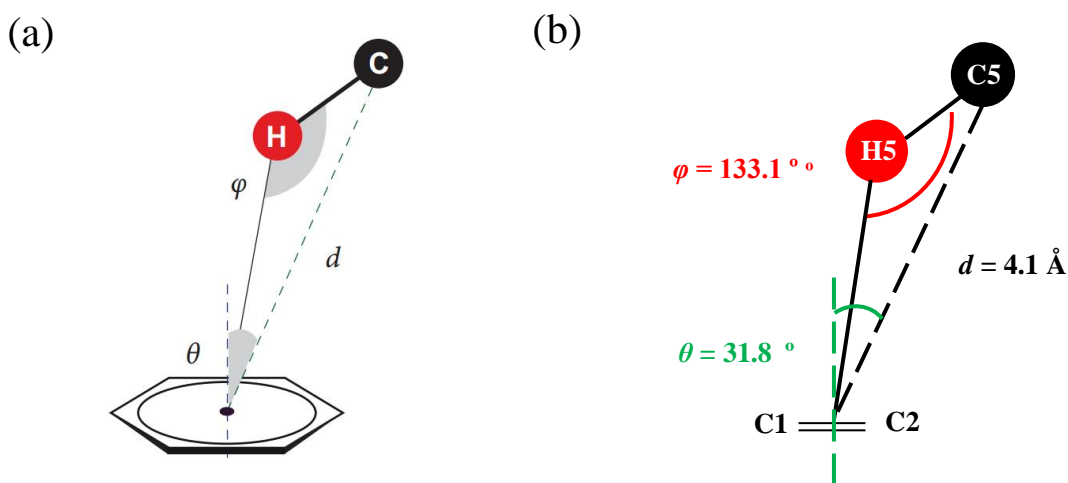 (a)
C
H
φ
d
θ
(b)
C5
H5
φ = 133.1 º º
d = 4.1 Å
θ = 31.8 º
C1
C2